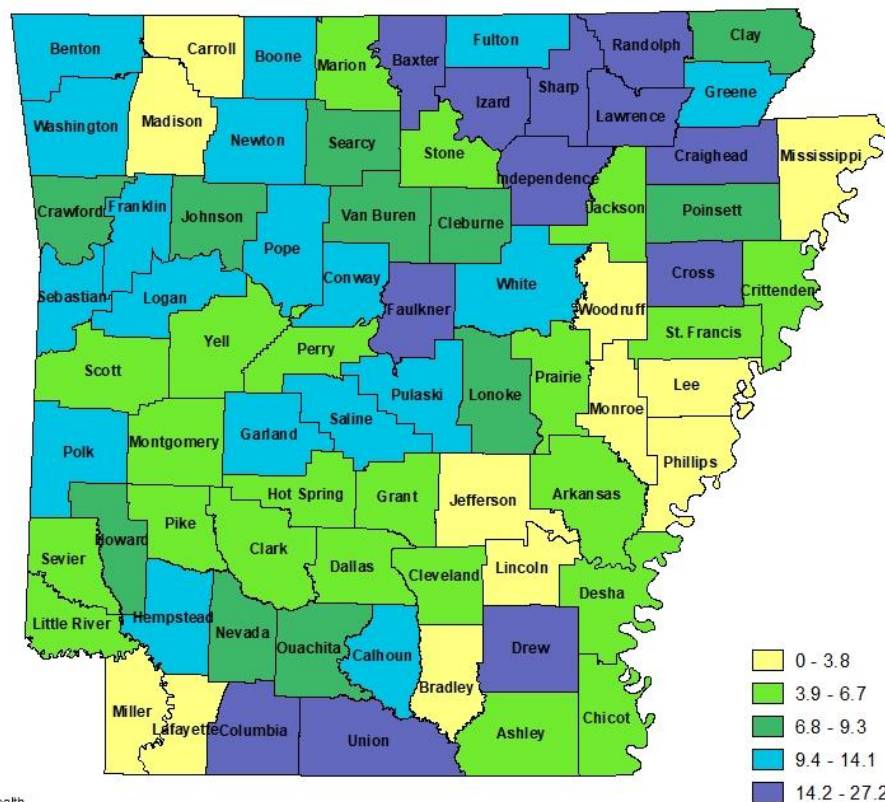 Benton
Carroll
Boone
Marion
Baxter
Fulton
Randolph
Clay
Sharp
Izard
Greene
Lawrence
Washington
Madison
Newton
Searcy
Stone
Independence
Craighead
Mississippi
Jackson
Poinsett
Crawford
Franklin
Johnson
Van Buren
Cleburne
Pope
Conway
White
Cross
Crittenden
Sebastian
Logan
Faulkner
Woodruff
St. Francis
Yell
Perry
Scott
Pulaski
Lonoke
Prairie
Lee
Monroe
Saline
Garland
Montgomery
Polk
Phillips
Hot Spring
Grant
Jefferson
Arkansas
Pike
Howard
Clark
Sevier
Dallas
Cleveland
Lincoln
Desha
Little River
Hempstead
Nevada
Ouachita
Calhoun
Drew
Bradley
Miller
Lafayette
Columbia
Union
Ashley
Chicot
0 - 3.8
3.9 - 6.7
6.8 - 9.3
9.4 - 14.1
14.2 - 27.2